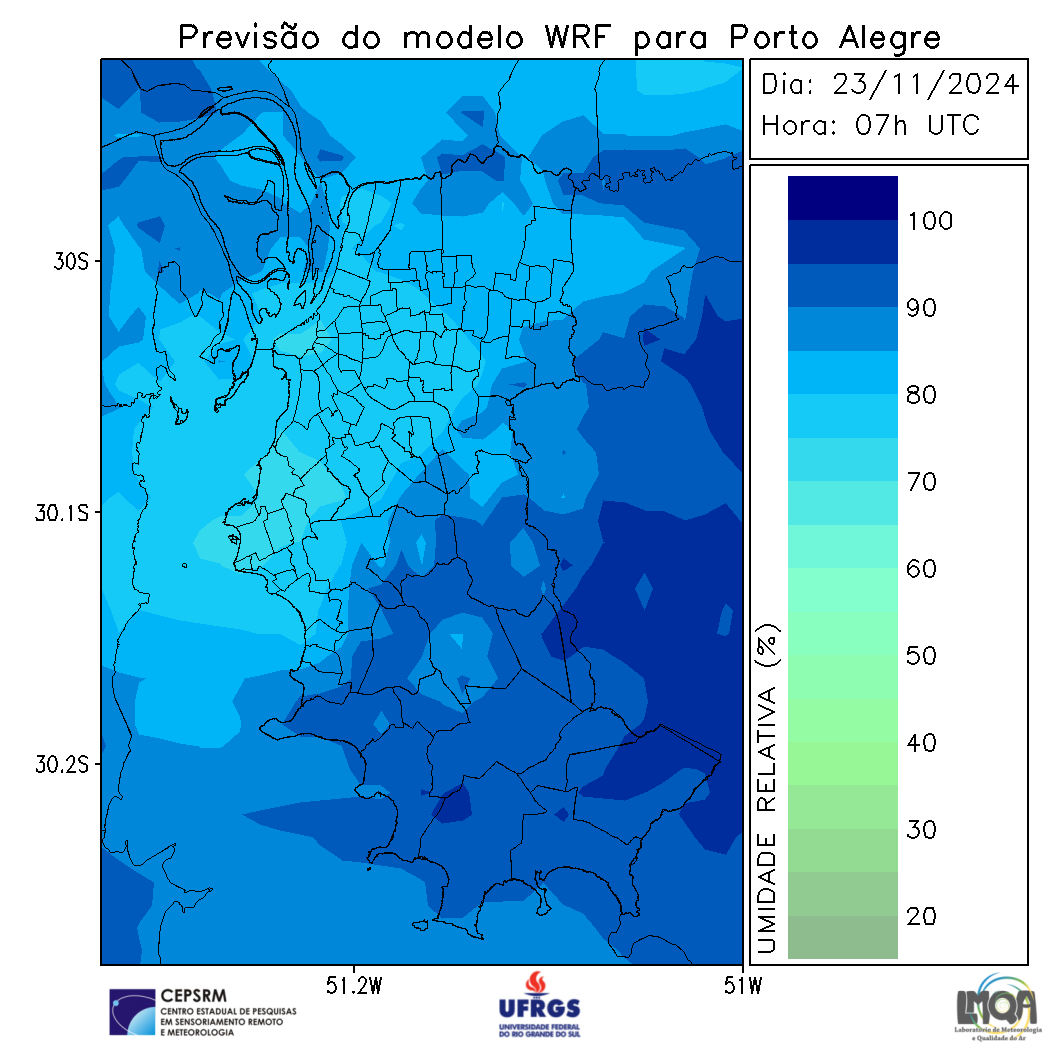 Previsão do modelo WRF para Porto Alegre
Dia: 23/11/2024
Hora: 07h UTC
30S
30.1S
30.2S
51.2W
51W
100
90
80
70
60
50
40
30
20
UMIDADE RELATIVA (%)
CEPSRM
CENTRO ESTADUAL DE PESQUISAS
EM SENSORIAMENTO REMOTO
E METEOROLOGIA
UFRGS
UNIVERSIDADE FEDERAL
DO RIO GRANDE DO SUL
LMQA
Laboratório de Meteorologia
e Qualidade do Ar